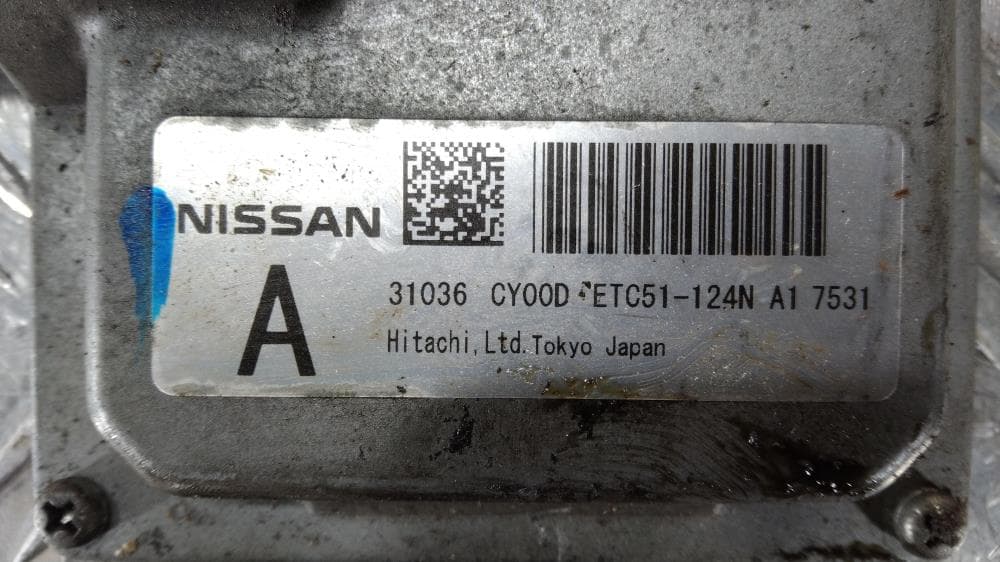 NISSAN
A
31036 CY00D ETC51-124N A1 7531
Hitachi, Ltd. Tokyo Japan